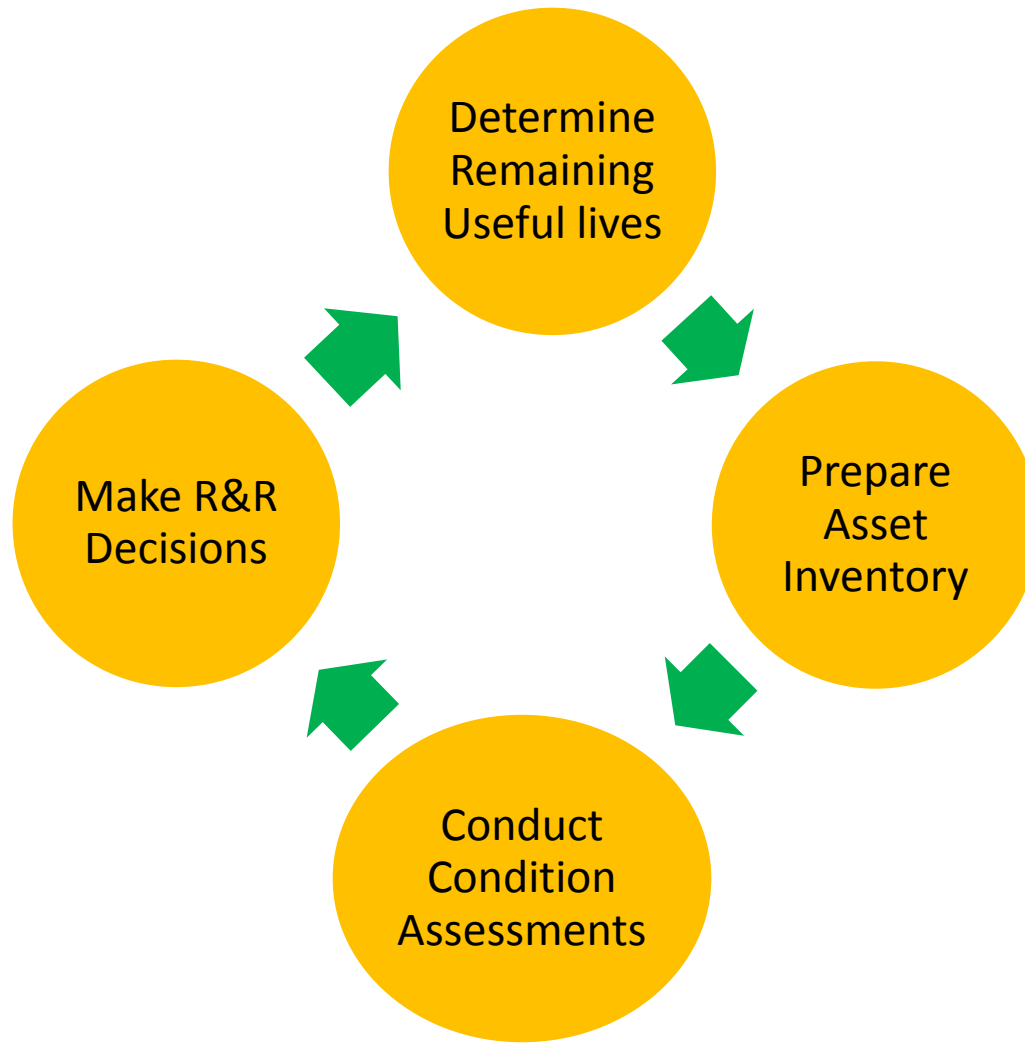 Determine
Remaining
Useful lives
Prepare
Asset
Inventory
Conduct
Condition
Assessments
Make R&R
Decisions